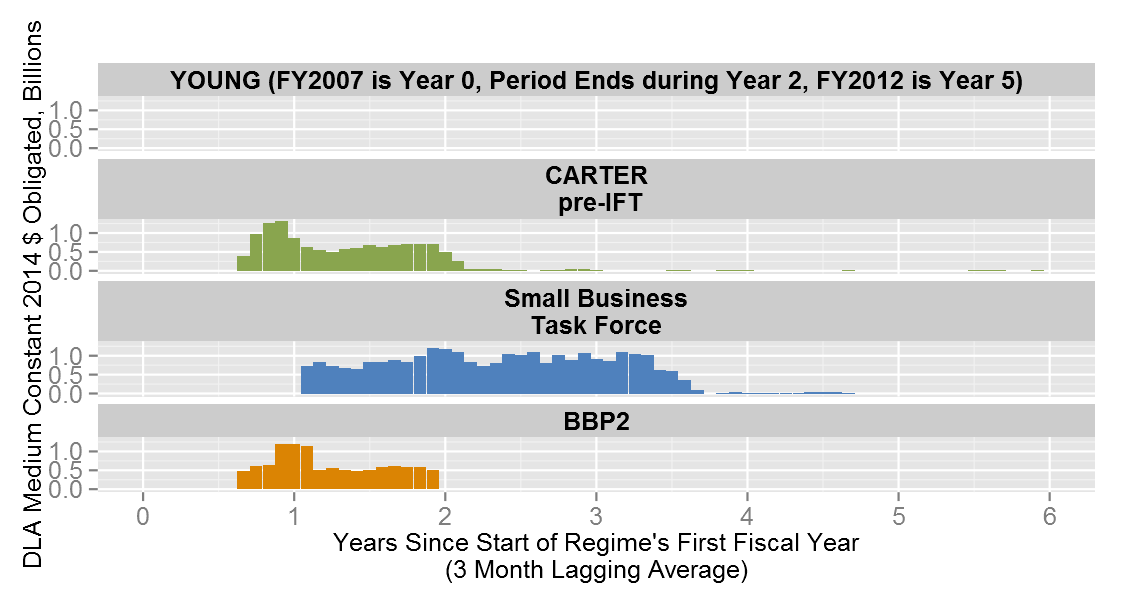 DLA Medium Constant 2014 $ Obligated, Billions
YOUNG (FY2007 is Year 0, Period Ends during Year 2, FY2012 is Year 5)
1.0
0.5
0.0
CARTER
pre-IFT
1.0
0.5
0.0
Small Business
Task Force
1.0
0.5
0.0
BBP2
1.0
0.5
0.0
0 1 2 3 4 5 6
Years Since Start of Regime's First Fiscal Year
(3 Month Lagging Average)